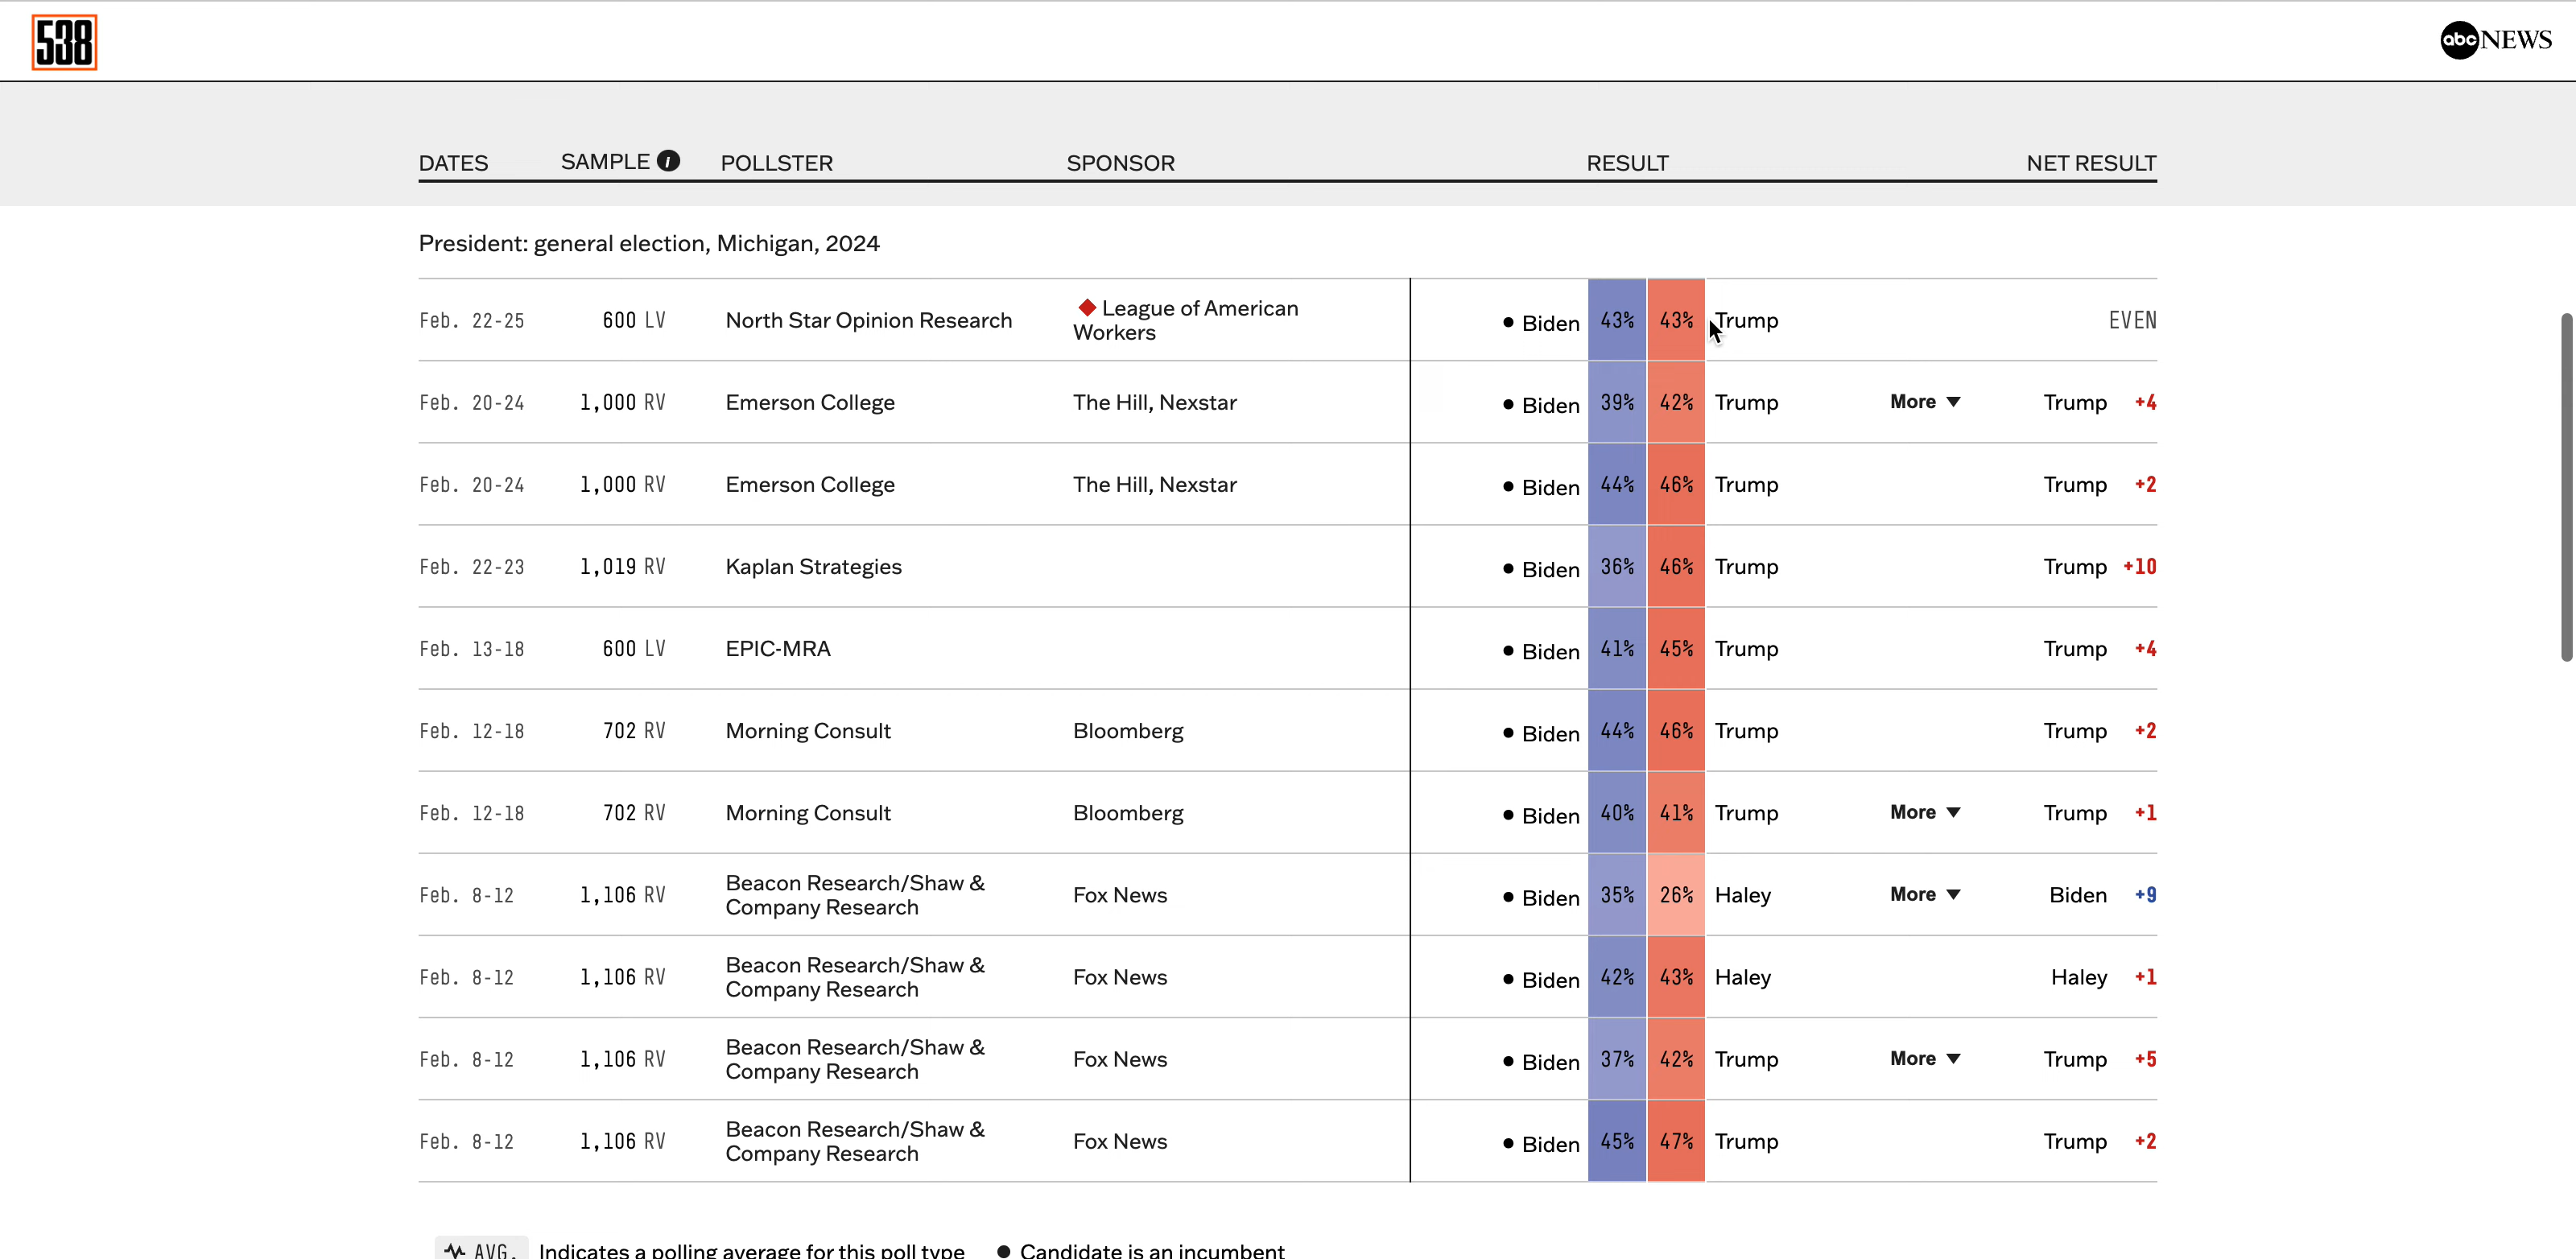 538
abc NEWS
DATES SAMPLE i POLLSTER SPONSOR RESULT NET RESULT
President: general election, Michigan, 2024
Feb. 22-25 600 LV North Star Opinion Research League of American Workers Biden 43% 43% Trump EVEN
Feb. 20-24 1,000 RV Emerson College The Hill, Nexstar Biden 39% 42% Trump More Trump +4
Feb. 20-24 1,000 RV Emerson College The Hill, Nexstar Biden 44% 46% Trump Trump +2
Feb. 22-23 1,019 RV Kaplan Strategies Biden 36% 46% Trump Trump +10
Feb. 13-18 600 LV EPIC-MRA Biden 41% 45% Trump Trump +4
Feb. 12-18 702 RV Morning Consult Bloomberg Biden 44% 46% Trump Trump +2
Feb. 12-18 702 RV Morning Consult Bloomberg Biden 40% 41% Trump More Trump +1
Feb. 8-12 1,106 RV Beacon Research/Shaw & Company Research Fox News Biden 35% 26% Haley More Biden +9
Feb. 8-12 1,106 RV Beacon Research/Shaw & Company Research Fox News Biden 42% 43% Haley Haley +1
Feb. 8-12 1,106 RV Beacon Research/Shaw & Company Research Fox News Biden 37% 42% Trump More Trump +5
Feb. 8-12 1,106 RV Beacon Research/Shaw & Company Research Fox News Biden 45% 47% Trump Trump +2
AVG. Indicates a polling average for this poll type Candidate is an incumbent